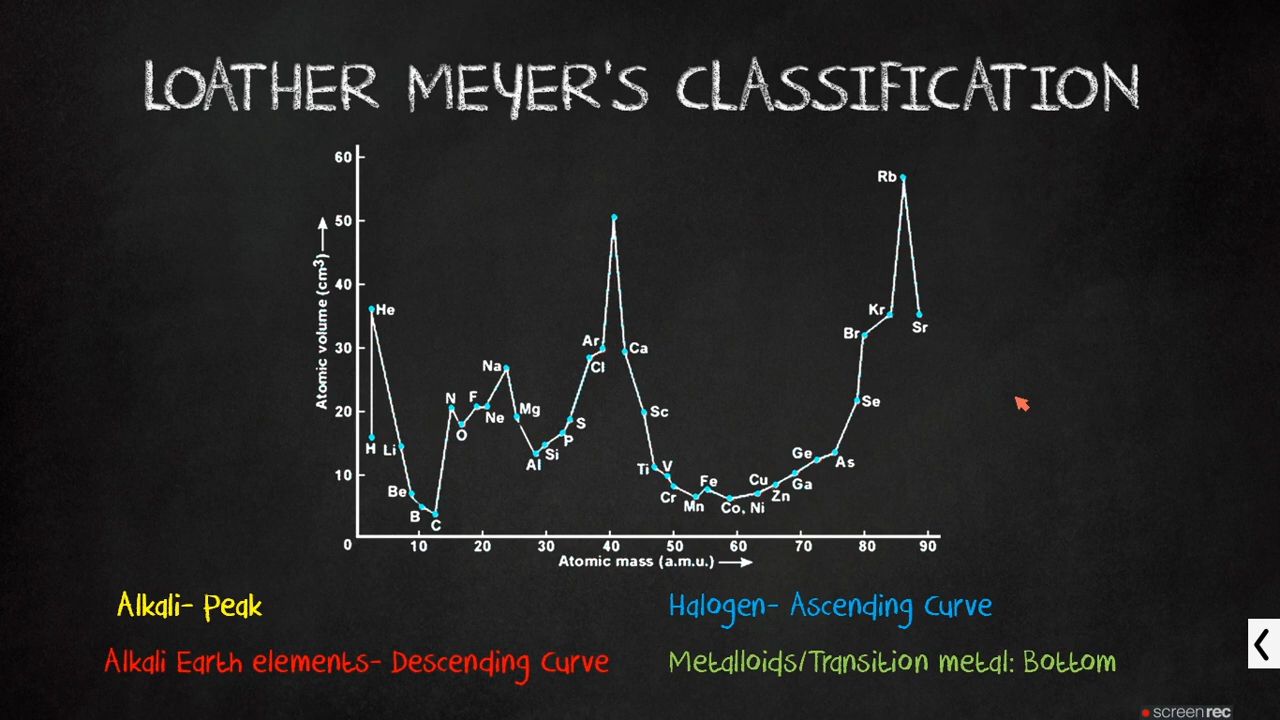 LOATHER MEYER'S CLASSIFICATION
60
50
40
30
20
10
0
Atomic volume (cm³)
He
H
Li
Be
B
C
N
O
F
Ne
Na
Mg
Al
Si
P
S
Cl
Ar
Ca
Sc
Ti
V
Cr
Mn
Fe
Co, Ni
Cu
Zn
Ga
Ge
As
Se
Br
Kr
Rb
Sr
10 20 30 40 50 60 70 80 90
Atomic mass (a.m.u.)
Alkali- Peak
Halogen- Ascending Curve
Alkali Earth elements- Descending Curve
Metalloids/Transition metal: Bottom
screenrec